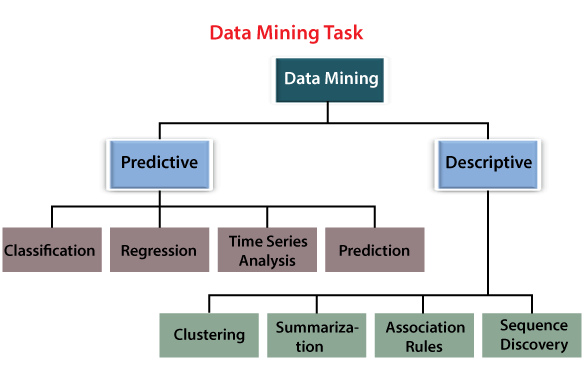 Data Mining Task
Data Mining
Predictive
Descriptive
Classification
Regression
Time Series
Analysis
Prediction
Clustering
Summariza-
tion
Association
Rules
Sequence
Discovery